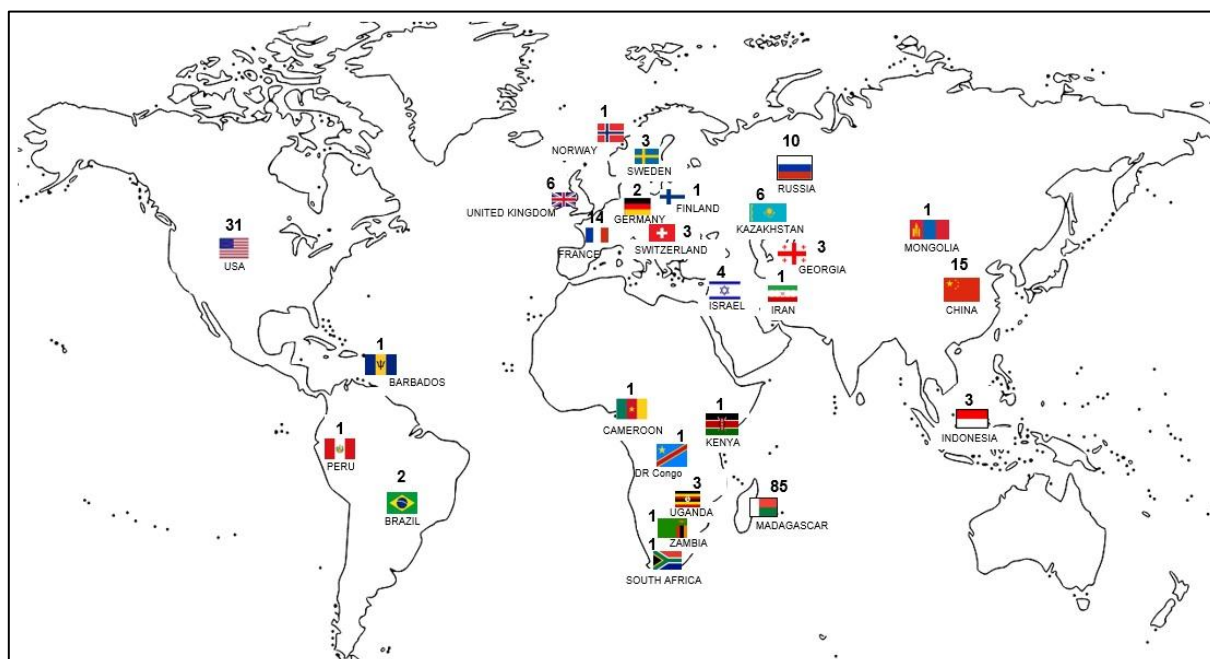 1
NORWAY
3
SWEDEN
10
RUSSIA
6
UNITED KINGDOM
2
GERMANY
1
FINLAND
6
KAZAKHSTAN
1
MONGOLIA
31
USA
14
FRANCE
3
SWITZERLAND
3
GEORGIA
15
CHINA
4
ISRAEL
1
IRAN
1
BARBADOS
1
CAMEROON
1
KENYA
3
INDONESIA
1
PERU
1
DR Congo
2
BRAZIL
3
UGANDA
85
MADAGASCAR
1
ZAMBIA
1
SOUTH AFRICA